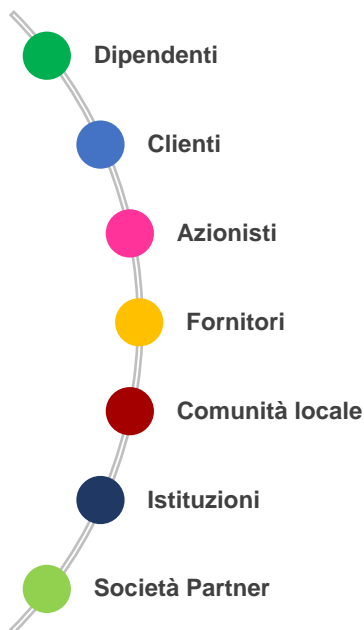 Dipendenti
Clienti
Azionisti
Fornitori
Comunità locale
Istituzioni
Società Partner